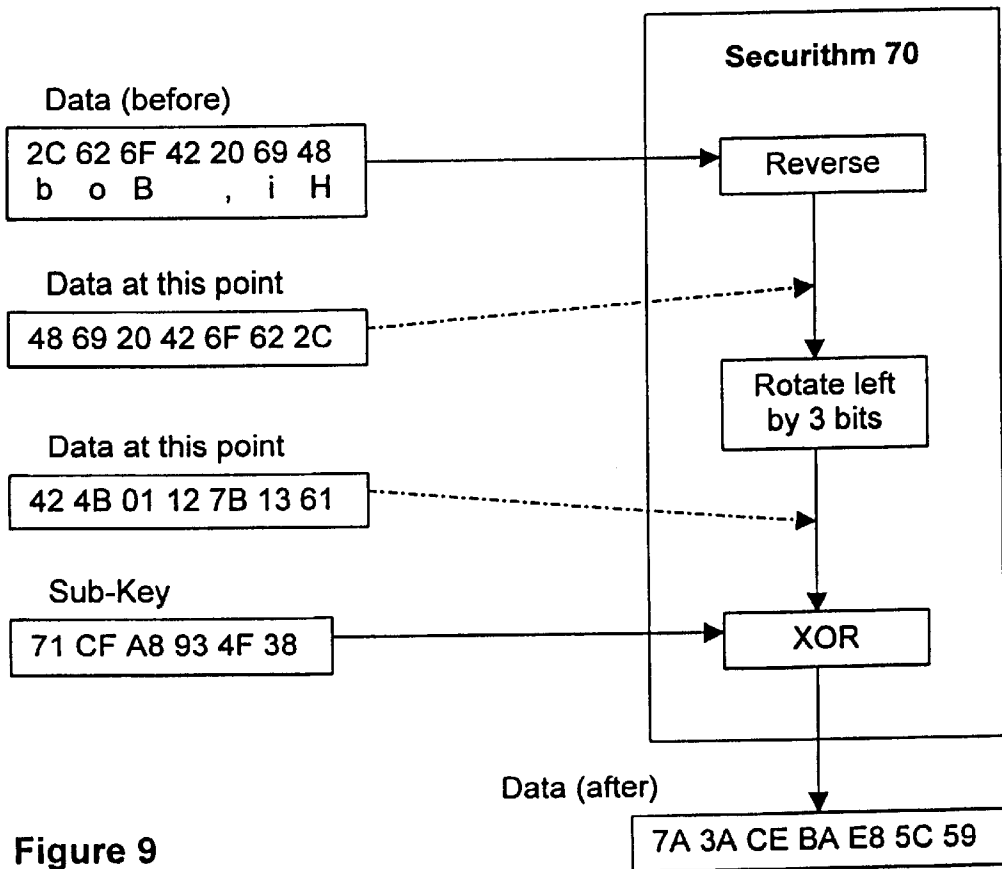 Securithm 70
Data (before)
2C 62 6F 42 20 69 48
b o B , i H
Reverse
Data at this point
48 69 20 42 6F 62 2C
Rotate left
by 3 bits
Data at this point
42 4B 01 12 7B 13 61
Sub-Key
71 CF A8 93 4F 38
XOR
Data (after)
7A 3A CE BA E8 5C 59
Figure 9